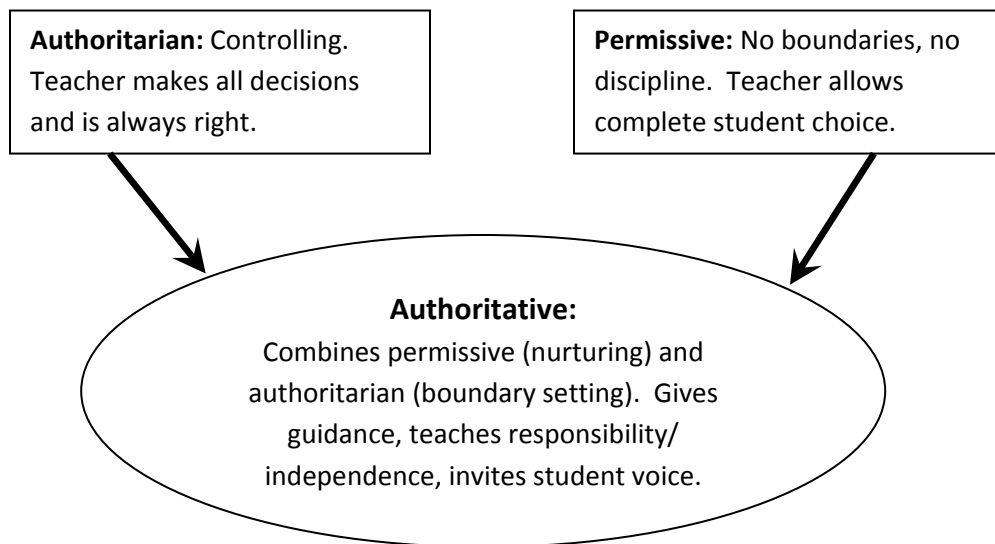 Authoritarian: Controlling.
Teacher makes all decisions
and is always right.
Permissive: No boundaries, no
discipline.  Teacher allows
complete student choice.
Authoritative:
Combines permissive (nurturing) and
authoritarian (boundary setting).  Gives
guidance, teaches responsibility/
independence, invites student voice.